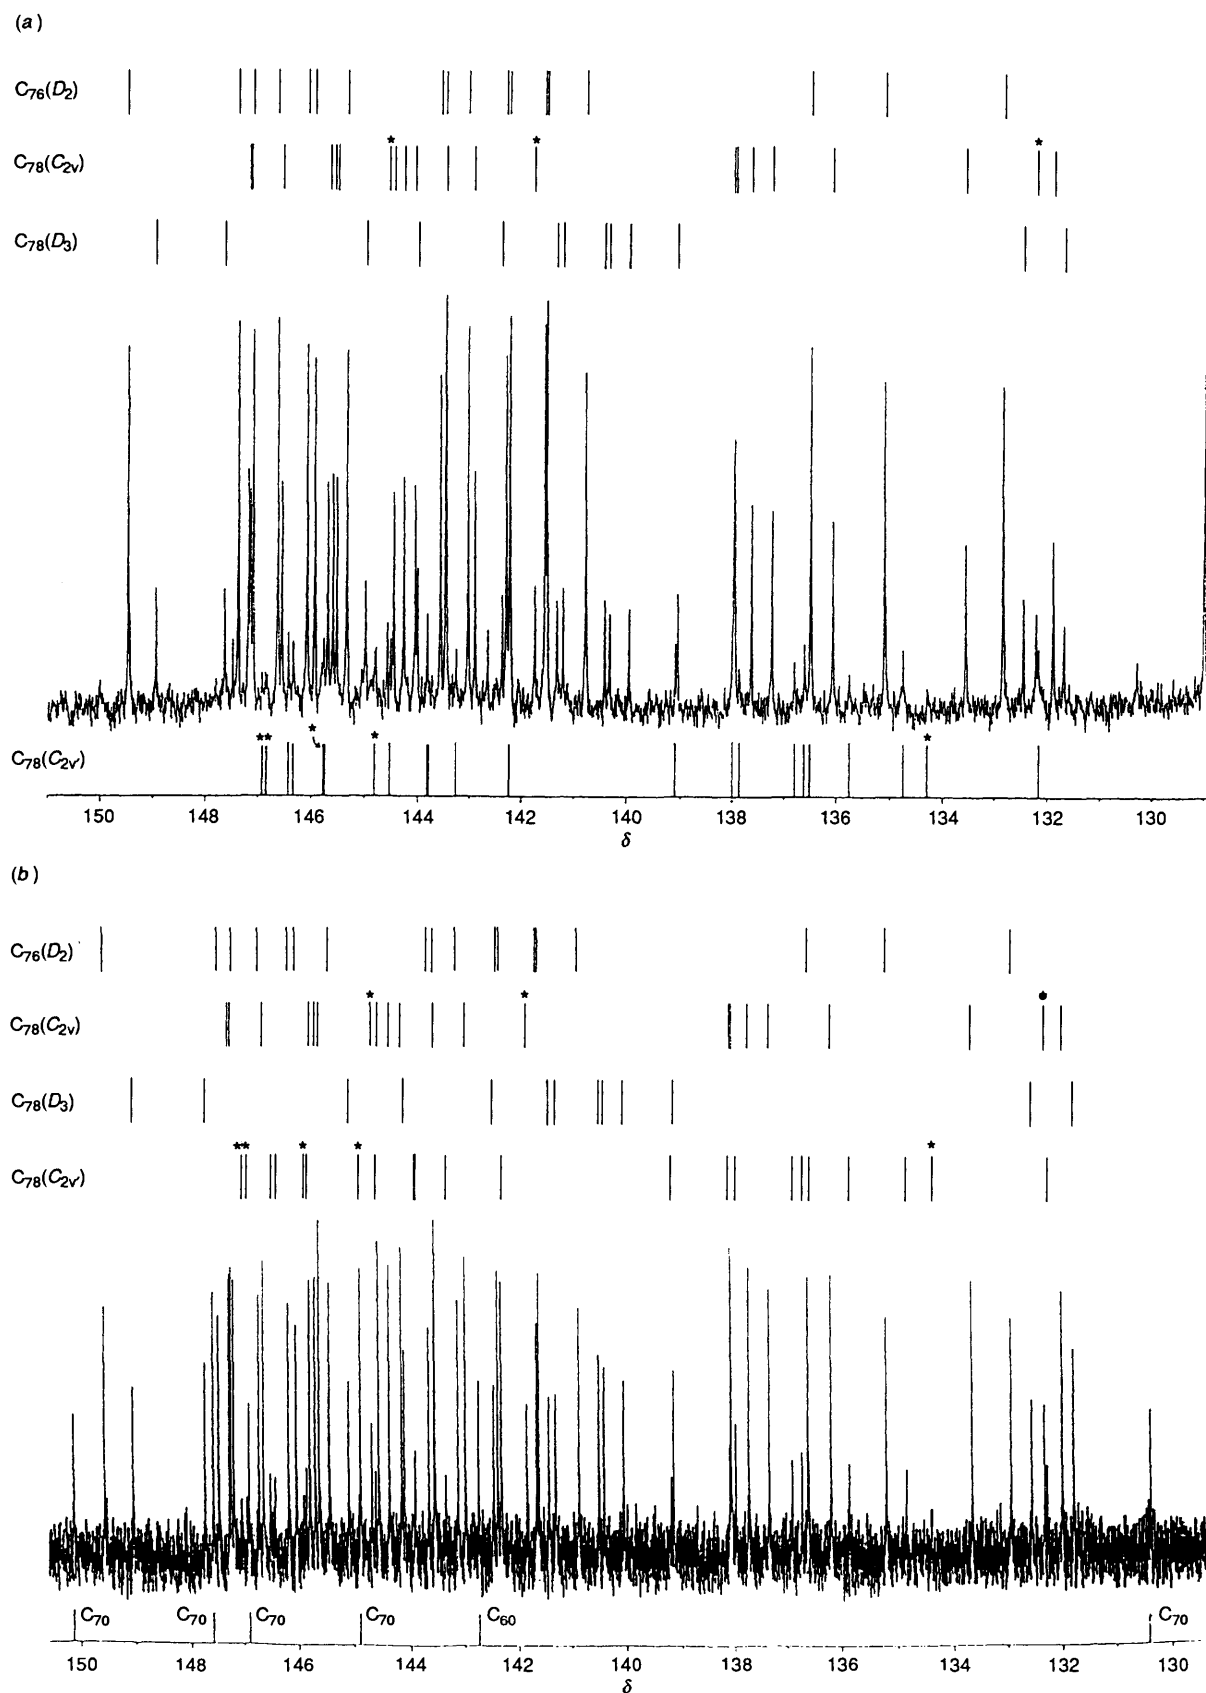 (a)
C76(D2)
* *
*
C78(C2v)
C78(D3)
** * * *
C78(C2v')
150 148 146 144 142 140 138 136 134 132 130
δ
(b)
C76(D2)
* *
C78(C2v)
C78(D3)
** * * *
C78(C2v')
C70 C70 C70 C70 C60 C70
150 148 146 144 142 140 138 136 134 132 130
δ